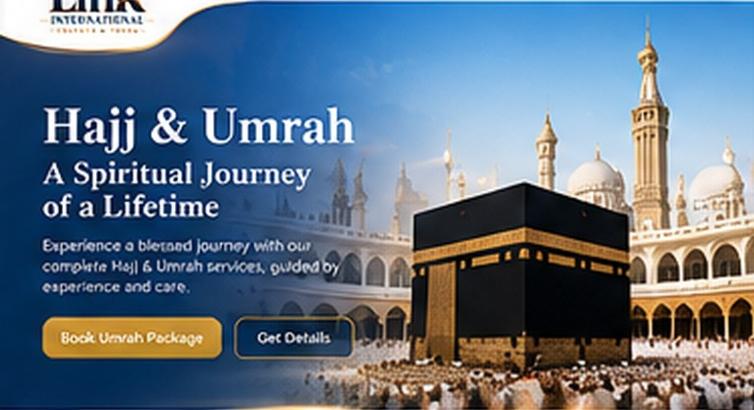 Link
INTERNATIONAL
Hajj & Umrah
A Spiritual Journey
of a Lifetime
Experience a blessed journey with our
complete Hajj & Umrah services, guided by
experience and care.
Book Umrah Package
Get Details